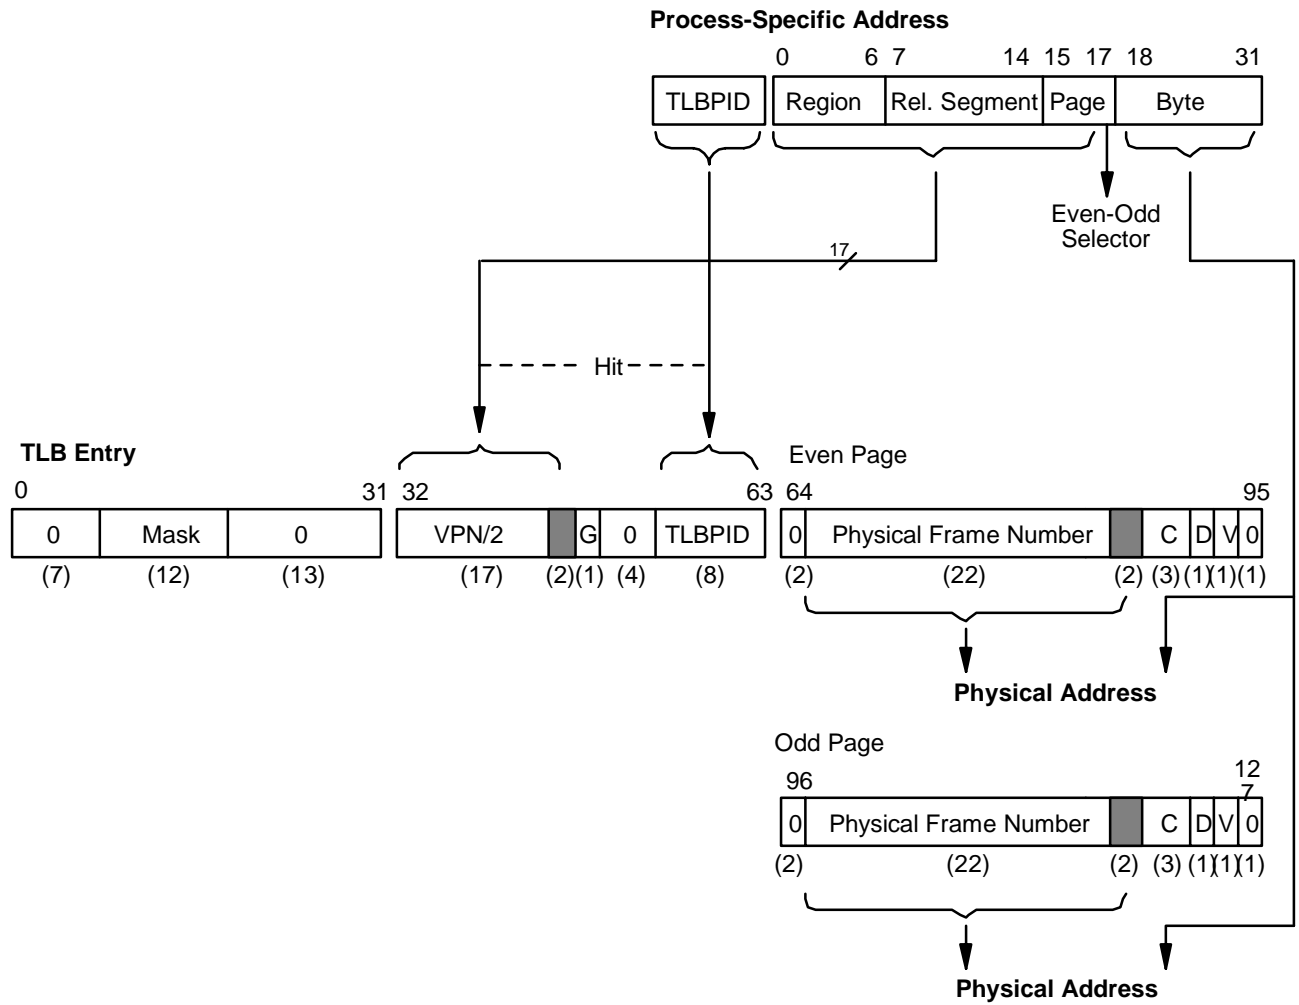 Process-Specific Address
0 6 7 14 15 17 18 31
TLBPID Region Rel. Segment Page Byte
Even-Odd
Selector
17
Hit
TLB Entry
Even Page
0 31 32 63 64 95
0 Mask 0 VPN/2 G 0 TLBPID 0 Physical Frame Number C D V 0
(7) (12) (13) (17) (2) (1) (4) (8) (2) (22) (2) (3) (1) (1) (1)
Physical Address
Odd Page
96 12
7
0 Physical Frame Number C D V 0
(2) (22) (2) (3) (1) (1) (1)
Physical Address